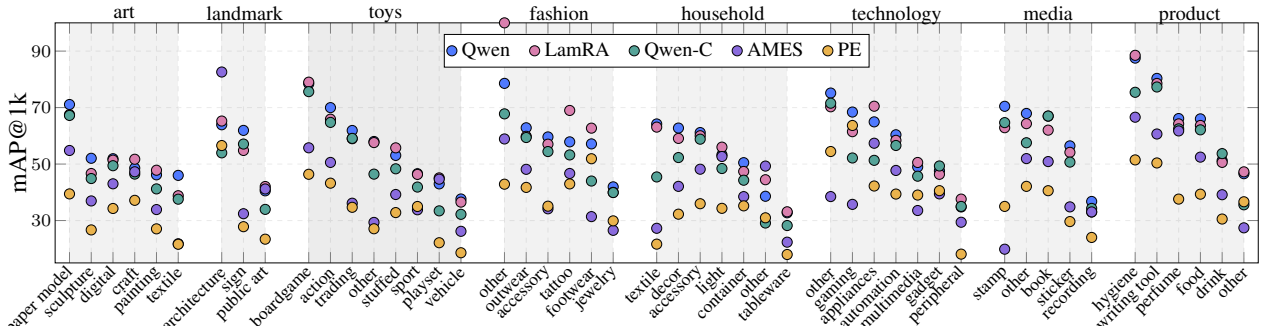 art landmark toys fashion household technology media product
Qwen LamRA Qwen-C AMES PE
mAP@1k
90
70
50
30
paper model
sculpture
digital
craft
painting
textile
architecture
sign
public art
boardgame
action
trading
other
stuffed
sport
playset
vehicle
other
outwear
accessory
tattoo
footwear
jewelry
textile
decor
accessory
light
container
other
tableware
other
gaming
appliances
automation
multimedia
gadget
peripheral
stamp
other
book
sticker
recording
hygiene
writing tool
perfume
food
drink
other